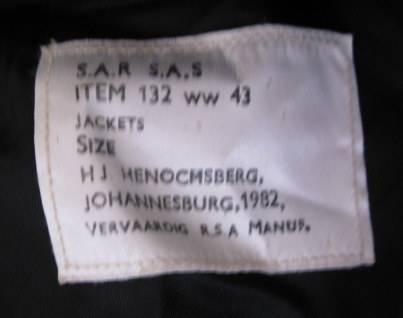 S.A.R S.A.S
ITEM 132 WW 43
JACKETS
SIZE
H J HENOCHSBERG,
JOHANNESBURG,1982,
VERVAARDIG R.S.A MANUF.